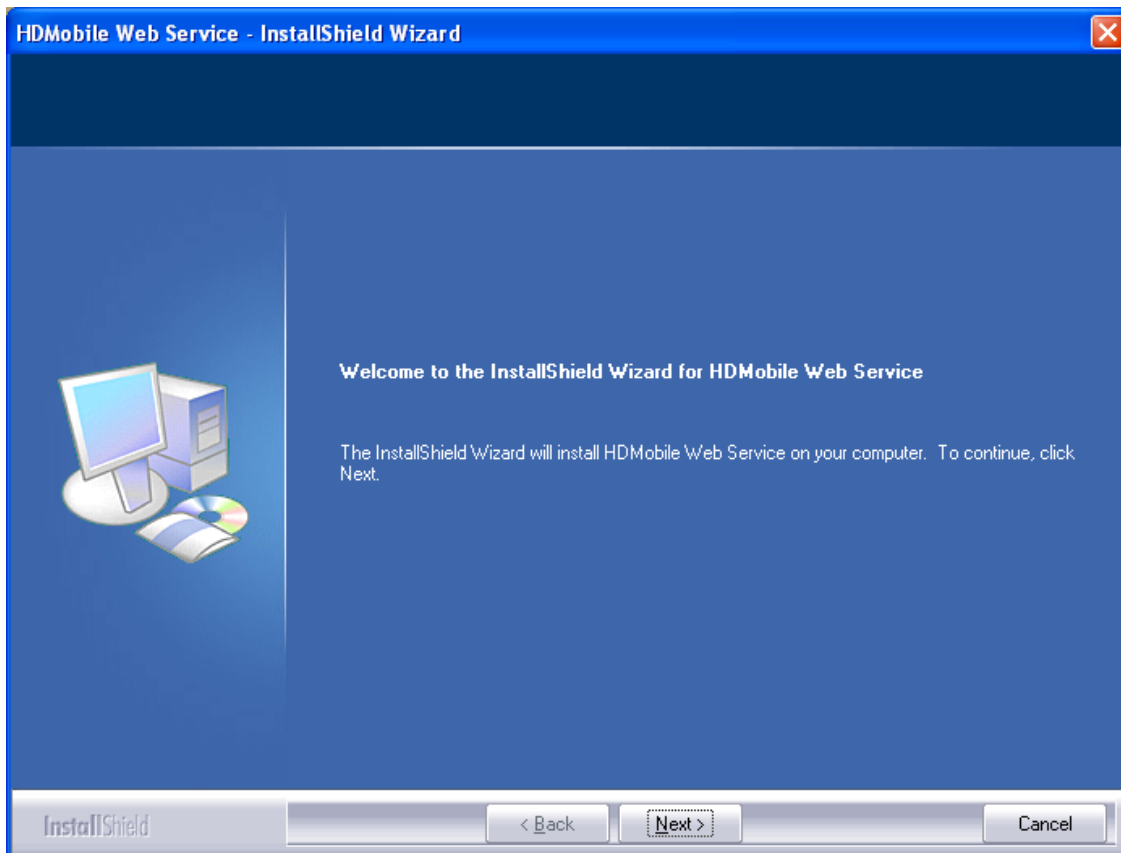 HDMobile Web Service - InstallShield Wizard
Welcome to the InstallShield Wizard for HDMobile Web Service
The InstallShield Wizard will install HDMobile Web Service on your computer.  To continue, click
Next.
InstallShield
< Back
Next >
Cancel